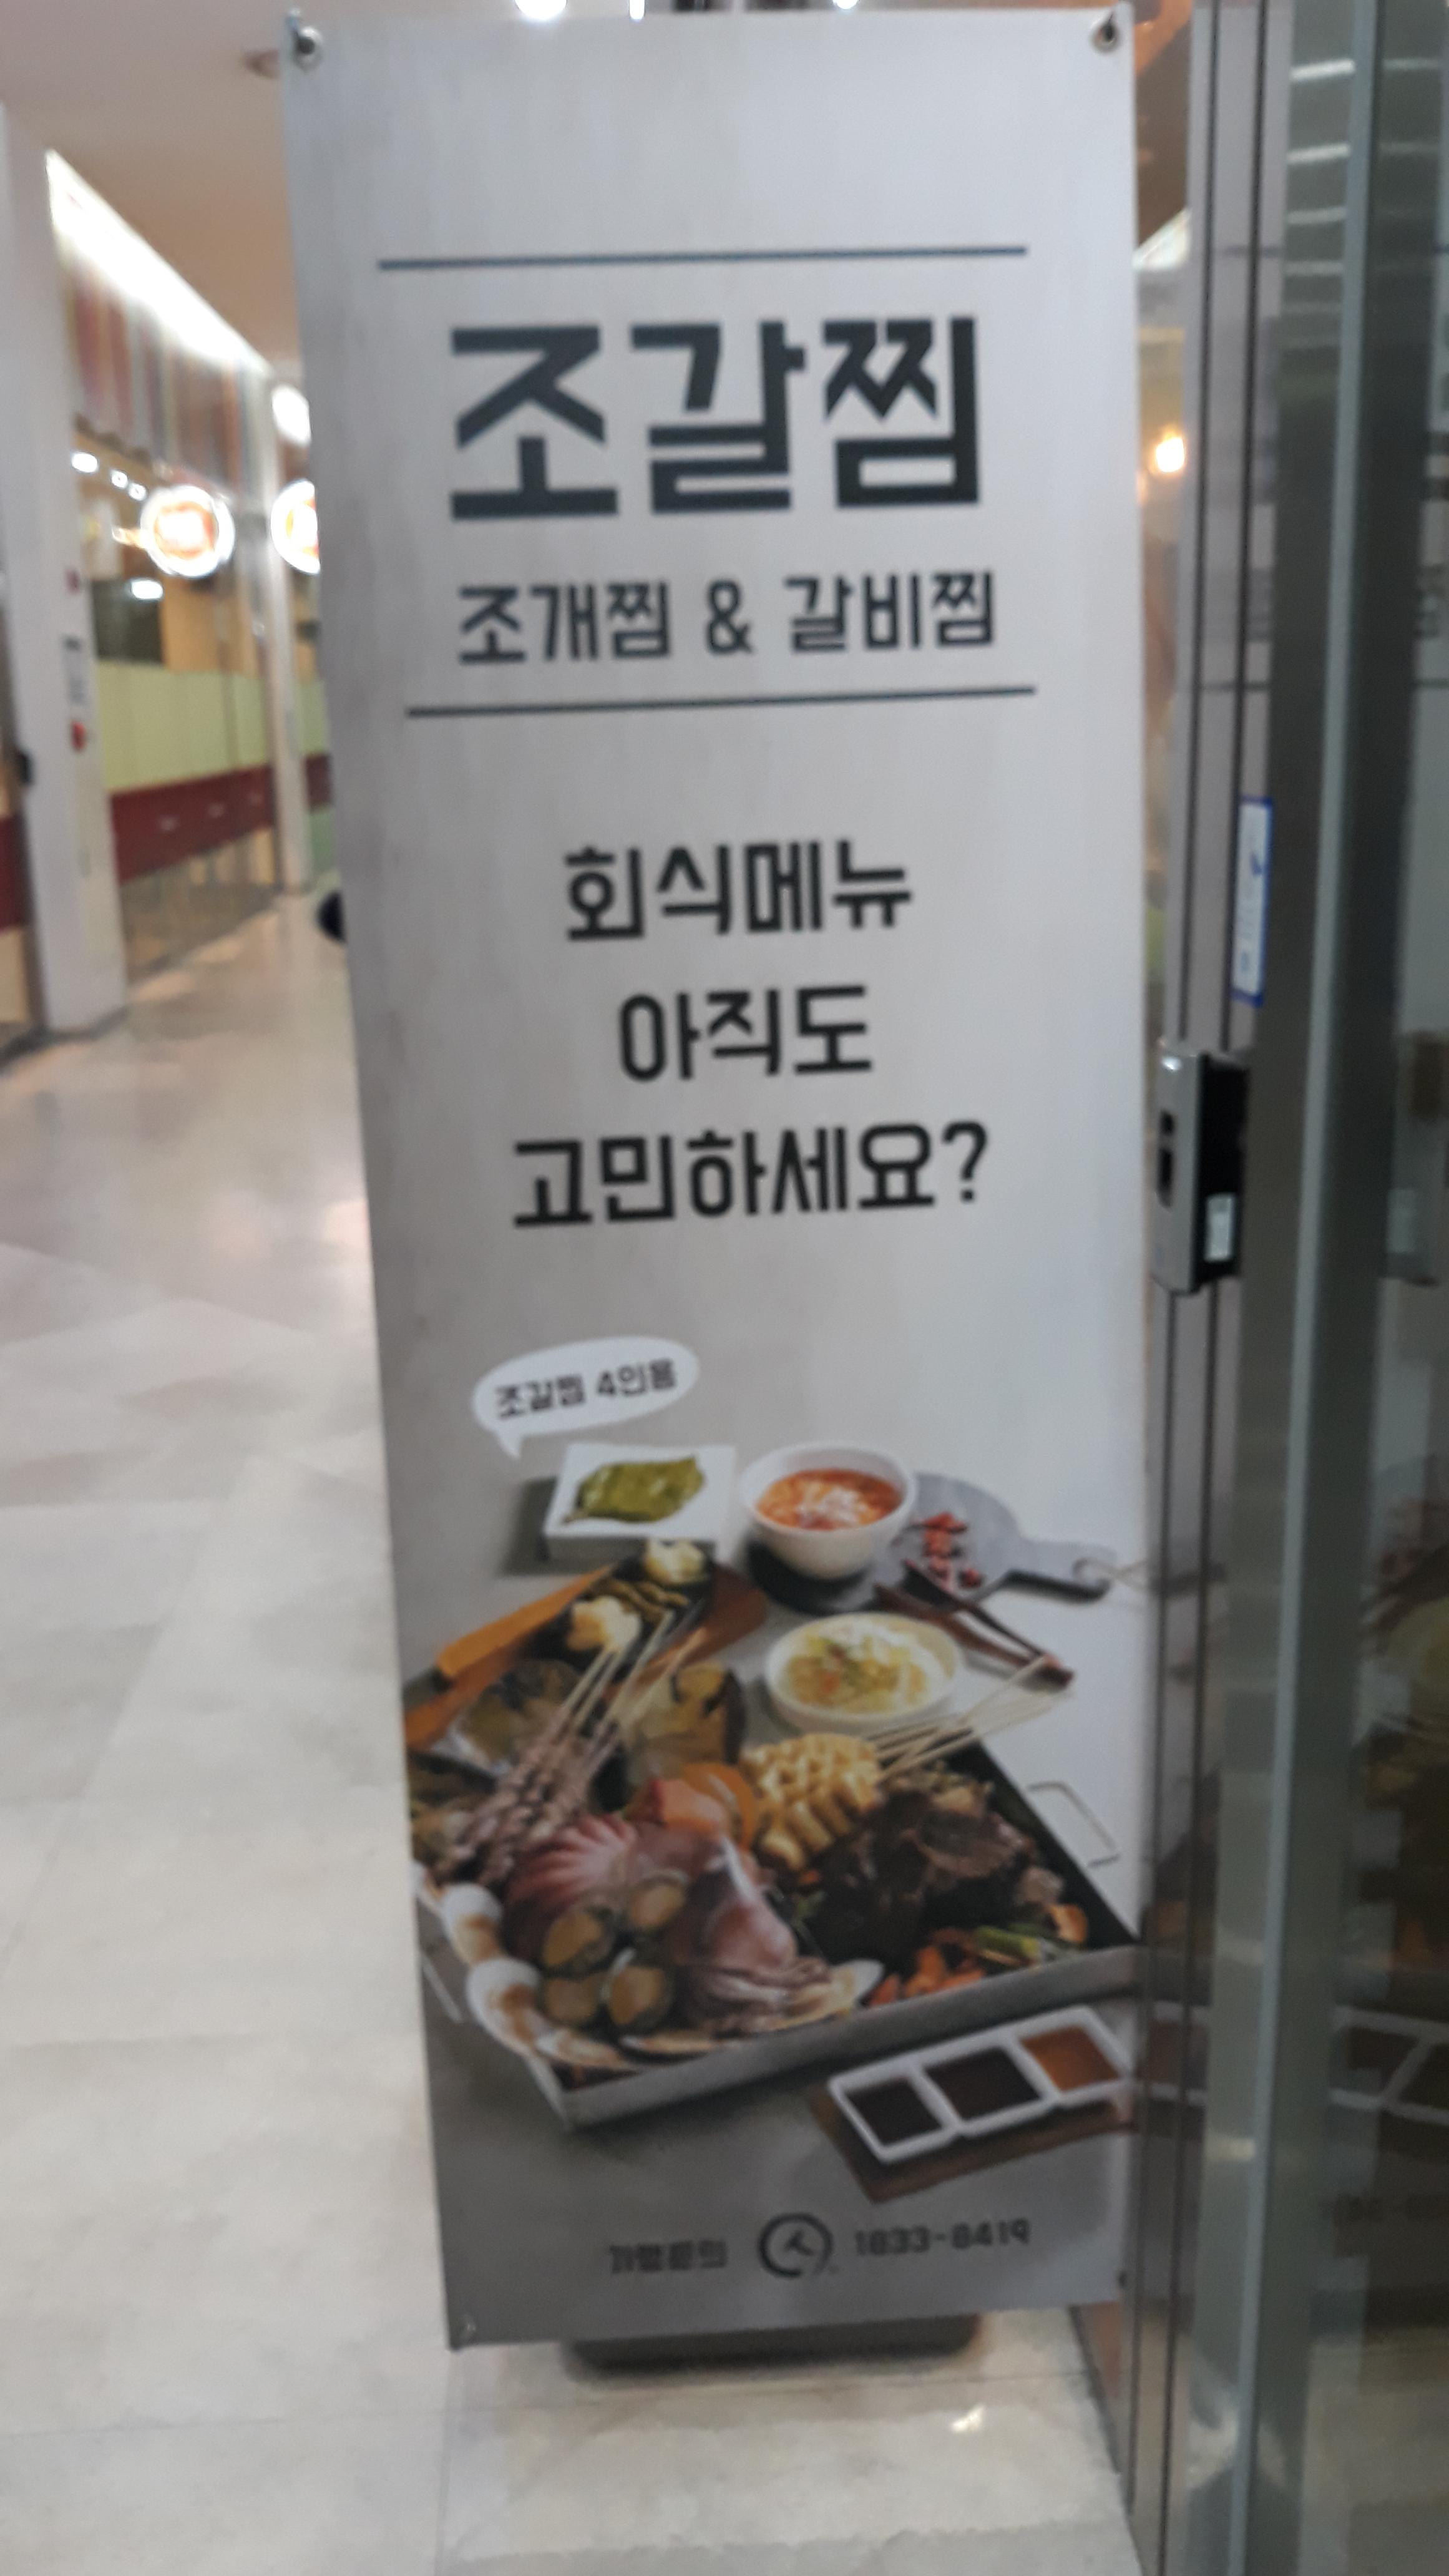 조갈찜
조개찜 & 갈비찜
회식메뉴
아직도
고민하세요?
조갈찜 4인용
가맹문의 1833-8419